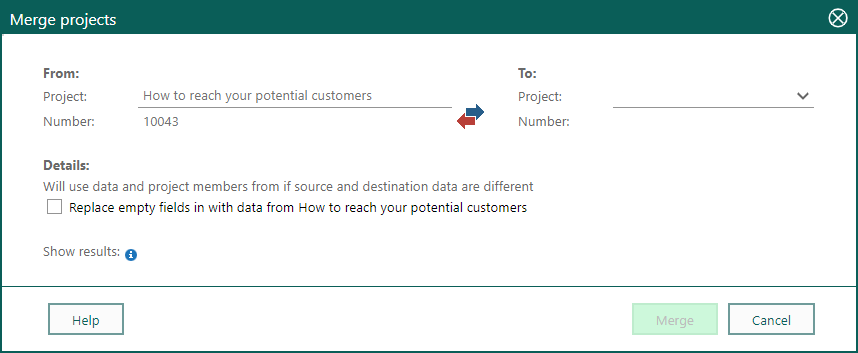 Merge projects
From:
To:
Project: How to reach your potential customers
Project:
Number: 10043
Number:
Details:
Will use data and project members from if source and destination data are different
Replace empty fields in with data from How to reach your potential customers
Show results:
Help
Merge
Cancel